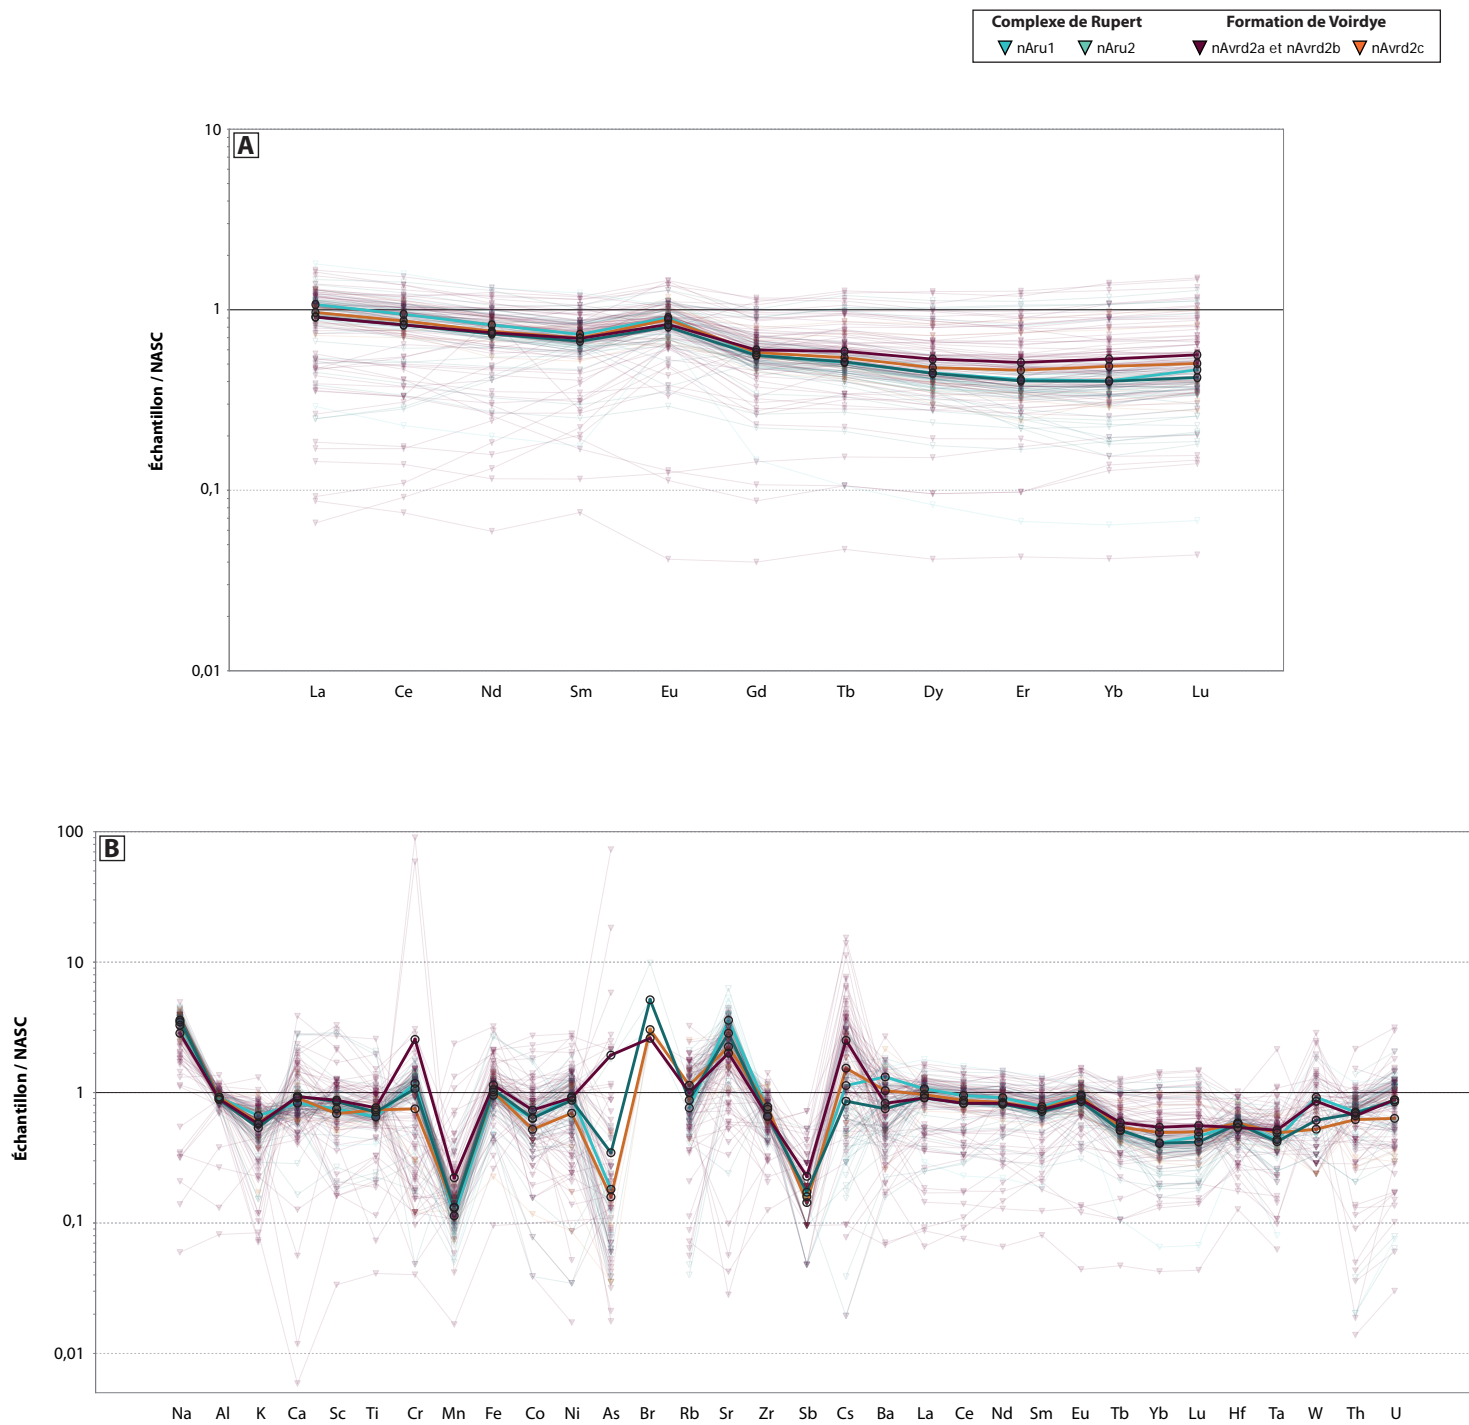 Complexe de Rupert Formation de Voirdye
nAru1 nAru2 nAvrd2a et nAvrd2b nAvrd2c
A
10
1
0,1
0,01
Échantillon / NASC
La Ce Nd Sm Eu Gd Tb Dy Er Yb Lu
B
100
10
1
0,1
0,01
Échantillon / NASC
Na Al K Ca Sc Ti Cr Mn Fe Co Ni As Br Rb Sr Zr Sb Cs Ba La Ce Nd Sm Eu Tb Yb Lu Hf Ta W Th U